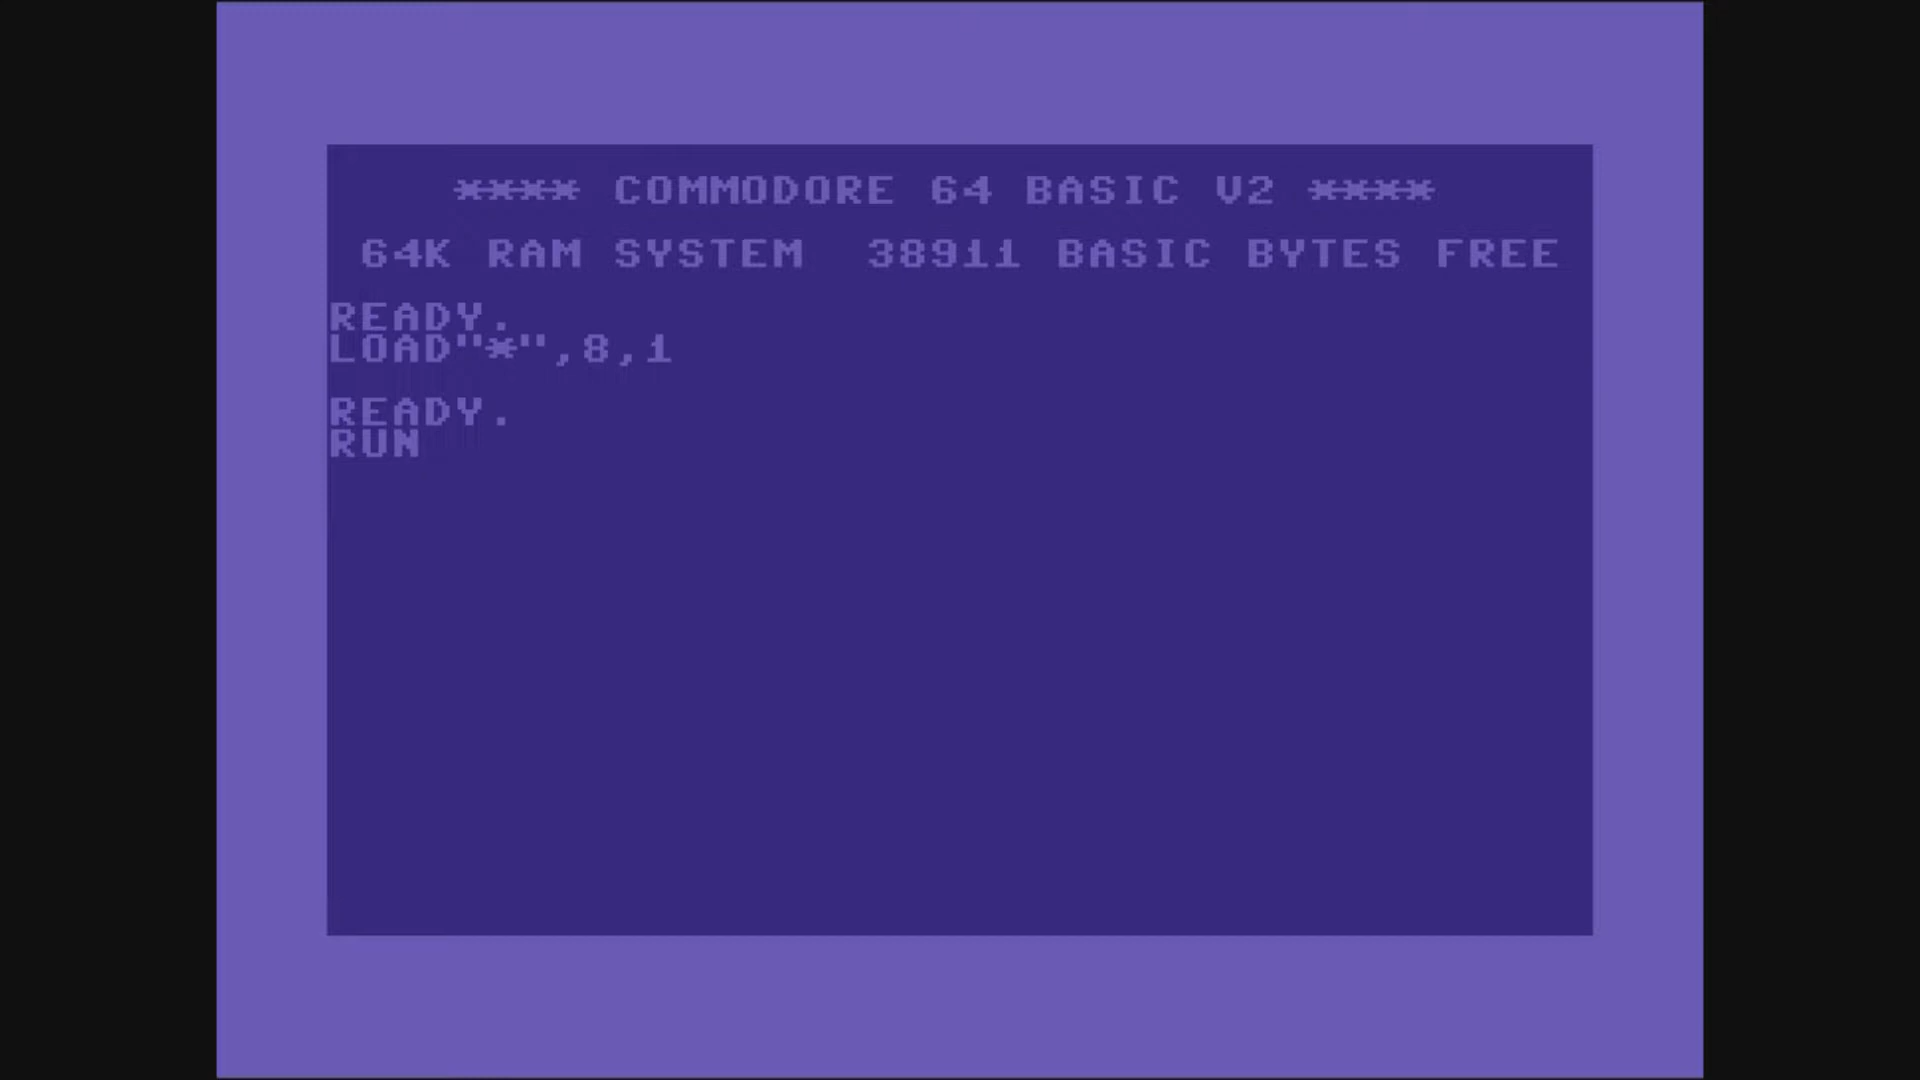 **** COMMODORE 64 BASIC V2 ****
64K RAM SYSTEM  38911 BASIC BYTES FREE
READY.
LOAD"*",8,1
READY.
RUN